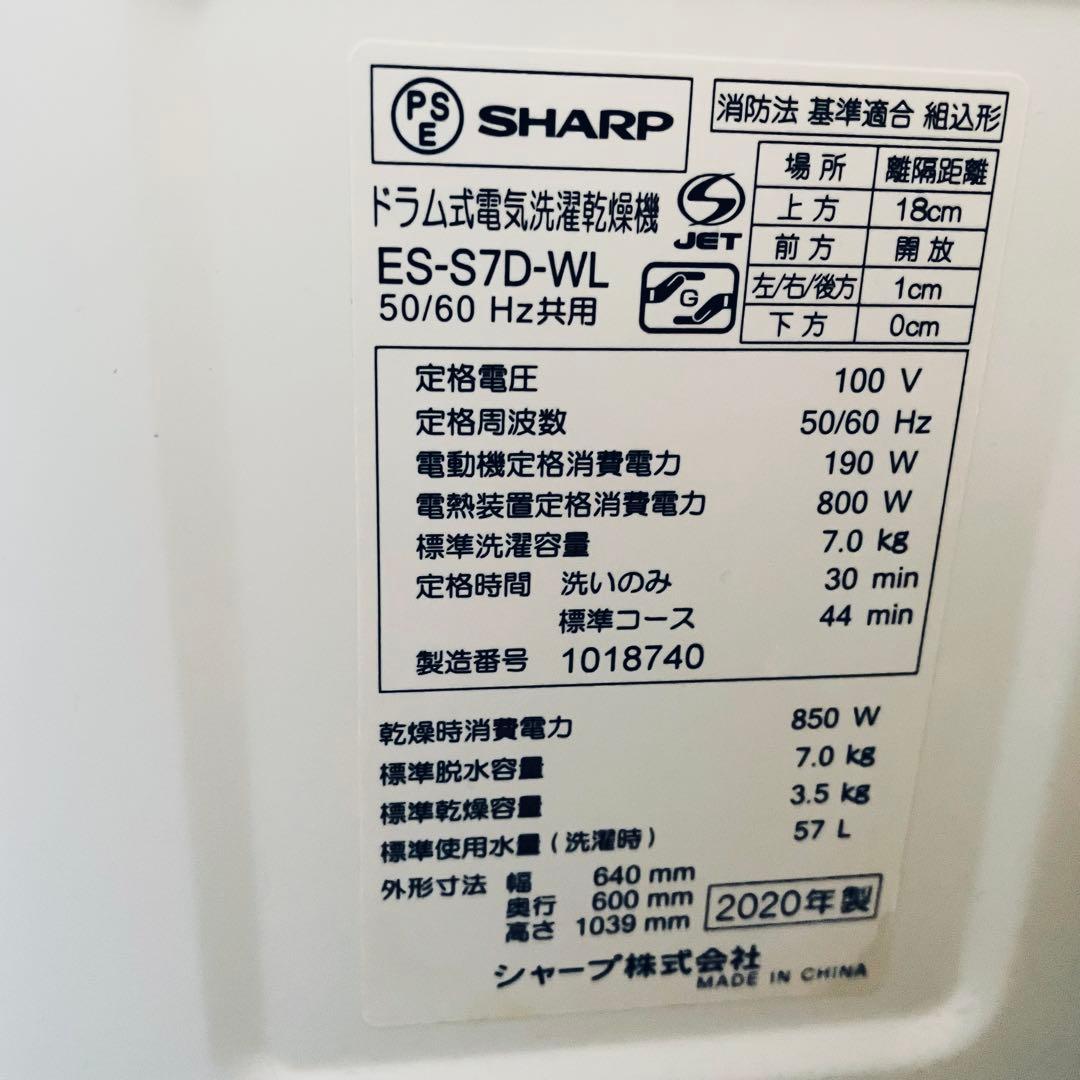 PSE SHARP
消防法 基準適合 組込形
場所 離隔距離
上方 18cm
前方 開放
左/右/後方 1cm
下方 0cm
ドラム式電気洗濯乾燥機
JET
ES-S7D-WL
G
50/60 Hz共用
定格電圧 100 V
定格周波数 50/60 Hz
電動機定格消費電力 190 W
電熱装置定格消費電力 800 W
標準洗濯容量 7.0 kg
定格時間 洗いのみ 30 min
標準コース 44 min
製造番号 1018740
乾燥時消費電力 850 W
標準脱水容量 7.0 kg
標準乾燥容量 3.5 kg
標準使用水量(洗濯時) 57 L
外形寸法 幅 640 mm
奥行 600 mm
高さ 1039 mm
2020年製
シャープ株式会社
MADE IN CHINA